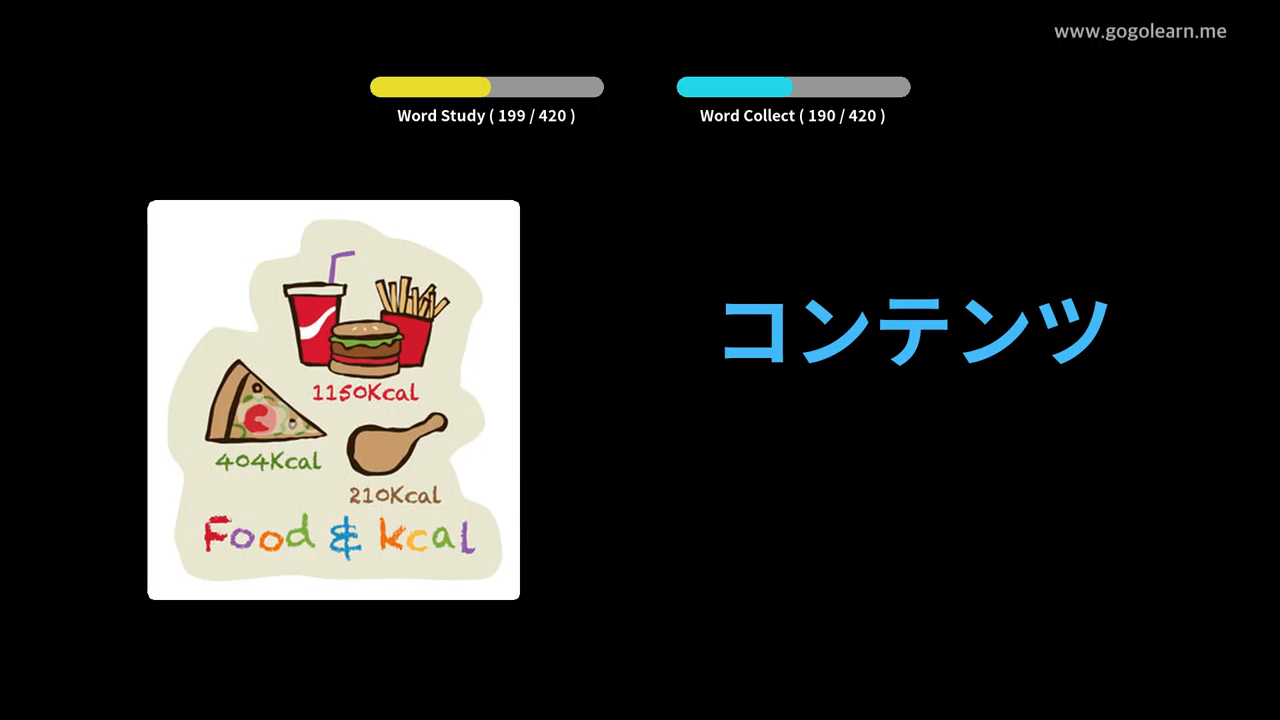 www.gogolearn.me
Word Study ( 199 / 420 )
Word Collect ( 190 / 420 )
コンテンツ
1150Kcal
404Kcal
210Kcal
Food & kcal